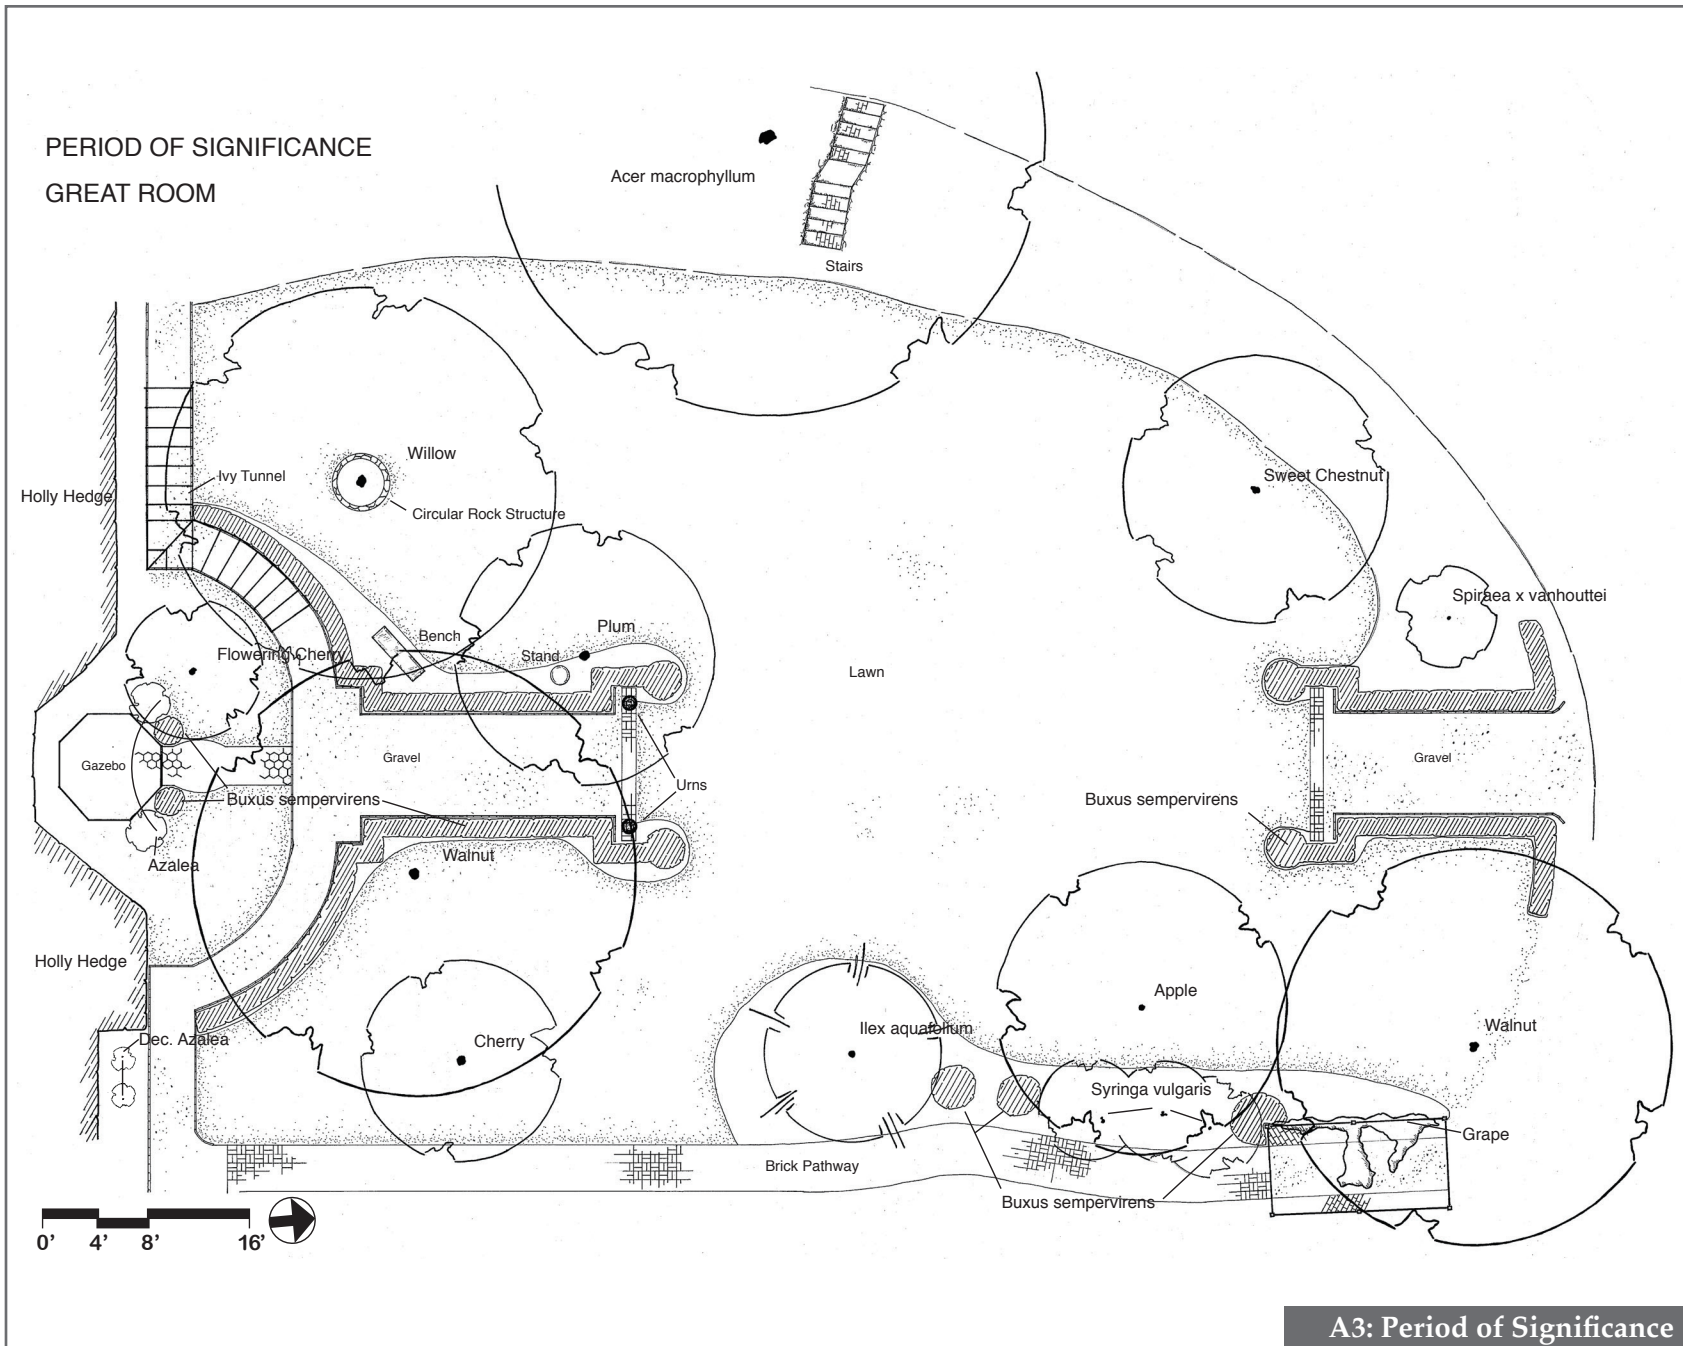 PERIOD OF SIGNIFICANCE
GREAT ROOM
Acer macrophyllum
Stairs
Willow
Ivy Tunnel
Holly Hedge
Circular Rock Structure
Sweet Chestnut
Spiraea x vanhouttei
Bench
Plum
Flowering Cherry
Stand
Lawn
Gazebo
Gravel
Gravel
Urns
Buxus sempervirens
Buxus sempervirens
Walnut
Azalea
Holly Hedge
Apple
Ilex aquafolium
Walnut
Dec. Azalea
Cherry
Syringa vulgaris
Grape
Brick Pathway
Buxus sempervirens
0' 4' 8' 16'
A3: Period of Significance